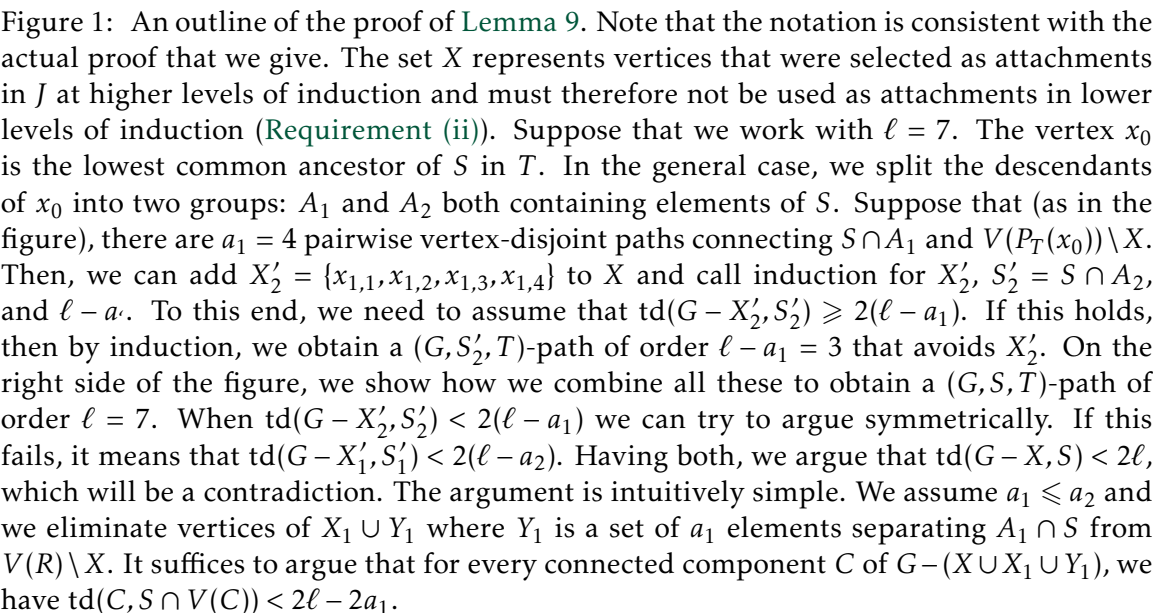 Figure 1: An outline of the proof of Lemma 9. Note that the notation is consistent with the
actual proof that we give. The set X represents vertices that were selected as attachments
in J at higher levels of induction and must therefore not be used as attachments in lower
levels of induction (Requirement (ii)). Suppose that we work with ℓ = 7. The vertex x₀
is the lowest common ancestor of S in T. In the general case, we split the descendants
of x₀ into two groups: A₁ and A₂ both containing elements of S. Suppose that (as in the
figure), there are a₁ = 4 pairwise vertex-disjoint paths connecting S ∩ A₁ and V(P_T(x₀)) \ X.
Then, we can add X′₂ = {x₁,₁, x₁,₂, x₁,₃, x₁,₄} to X and call induction for X′₂, S′₂ = S ∩ A₂,
and ℓ − a. To this end, we need to assume that td(G − X′₂, S′₂) ⩾ 2(ℓ − a₁). If this holds,
then by induction, we obtain a (G, S′₂, T)-path of order ℓ − a₁ = 3 that avoids X′₂. On the
right side of the figure, we show how we combine all these to obtain a (G, S, T)-path of
order ℓ = 7. When td(G − X′₂, S′₂) < 2(ℓ − a₁) we can try to argue symmetrically. If this
fails, it means that td(G − X′₁, S′₁) < 2(ℓ − a₂). Having both, we argue that td(G − X, S) < 2ℓ,
which will be a contradiction. The argument is intuitively simple. We assume a₁ ⩽ a₂ and
we eliminate vertices of X₁ ∪ Y₁ where Y₁ is a set of a₁ elements separating A₁ ∩ S from
V(R) \ X. It suffices to argue that for every connected component C of G − (X ∪ X₁ ∪ Y₁), we
have td(C, S ∩ V(C)) < 2ℓ − 2a₁.